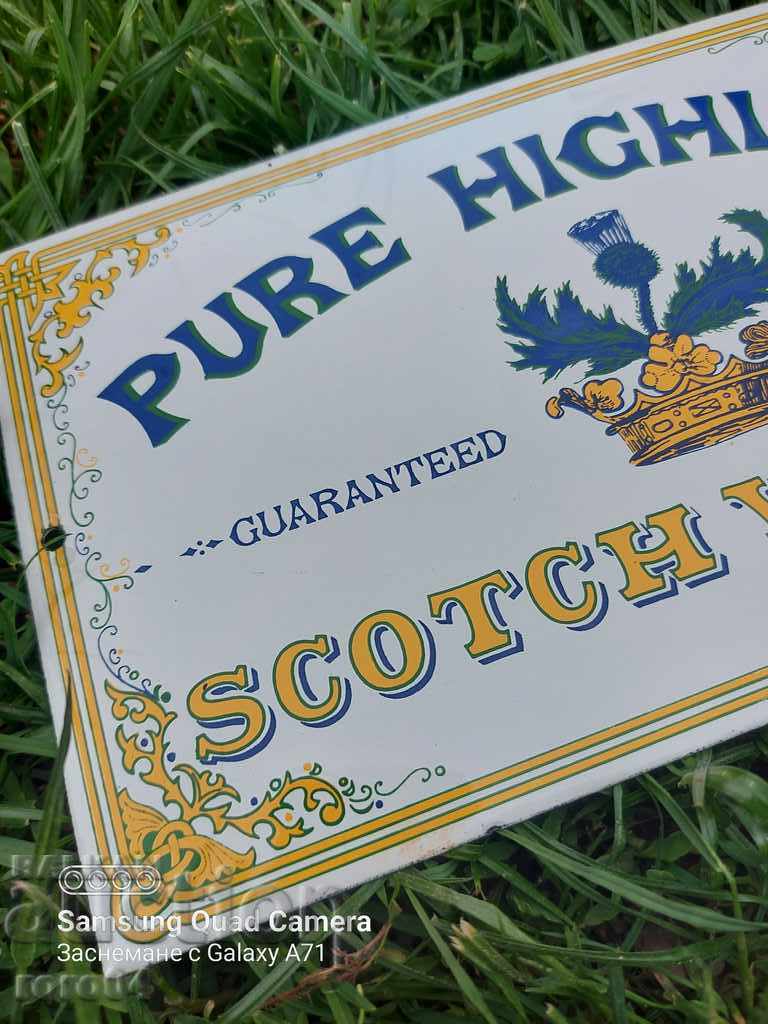 PURE HIGHL
GUARANTEED
SCOTCH
Samsung Quad Camera
Заснемане с Galaxy A71